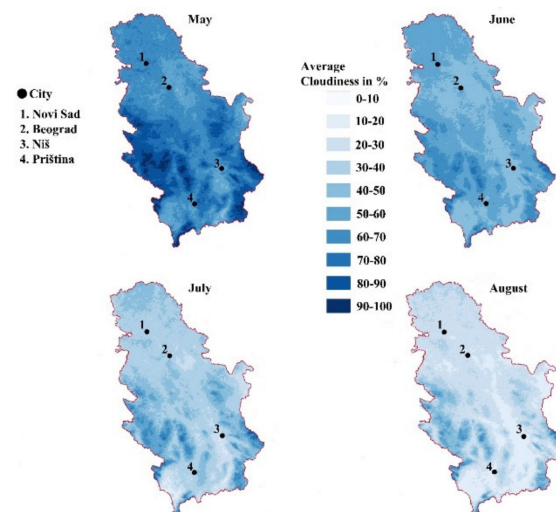 May
June
1
2
3
4
City
1. Novi Sad
2. Beograd
3. Niš
4. Priština
Average
Cloudiness in %
0-10
10-20
20-30
30-40
40-50
50-60
60-70
70-80
80-90
90-100
1
2
3
4
July
August
1
2
3
4
1
2
3
4